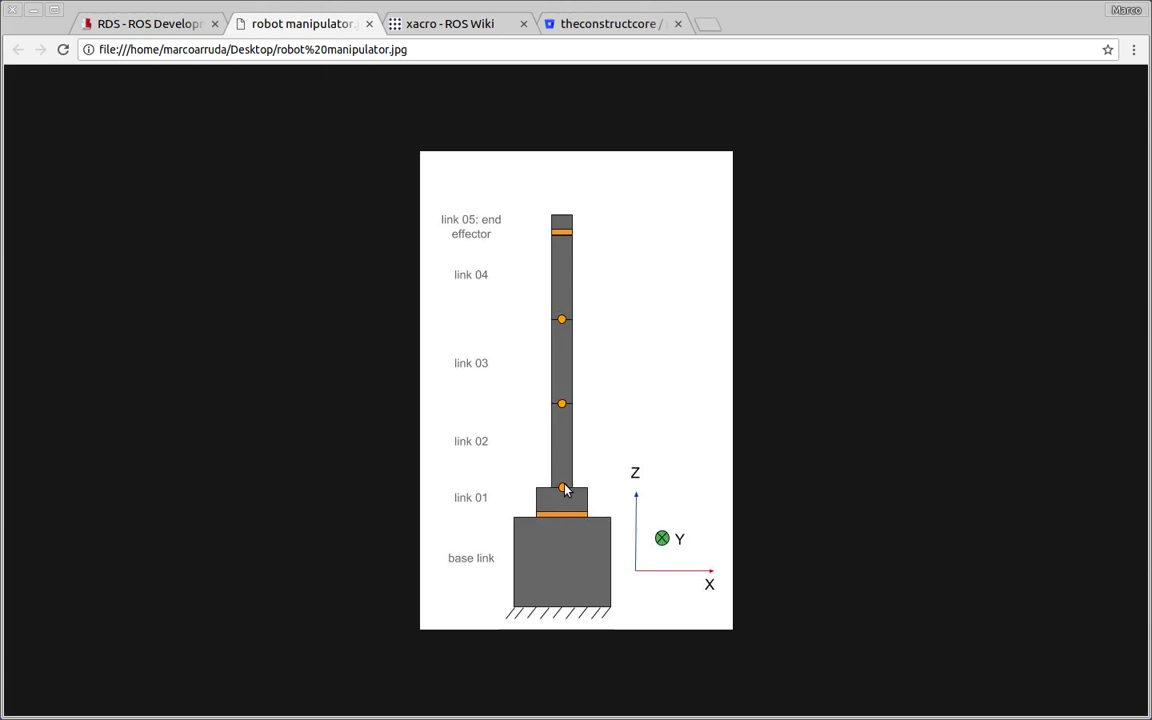 Marco
RDS - ROS Developm
robot manipulator.
xacro - ROS Wiki
theconstructcore /
file:///home/marcoarruda/Desktop/robot%20manipulator.jpg
link 05: end
effector
link 04
link 03
link 02
link 01
base link
Z
Y
X